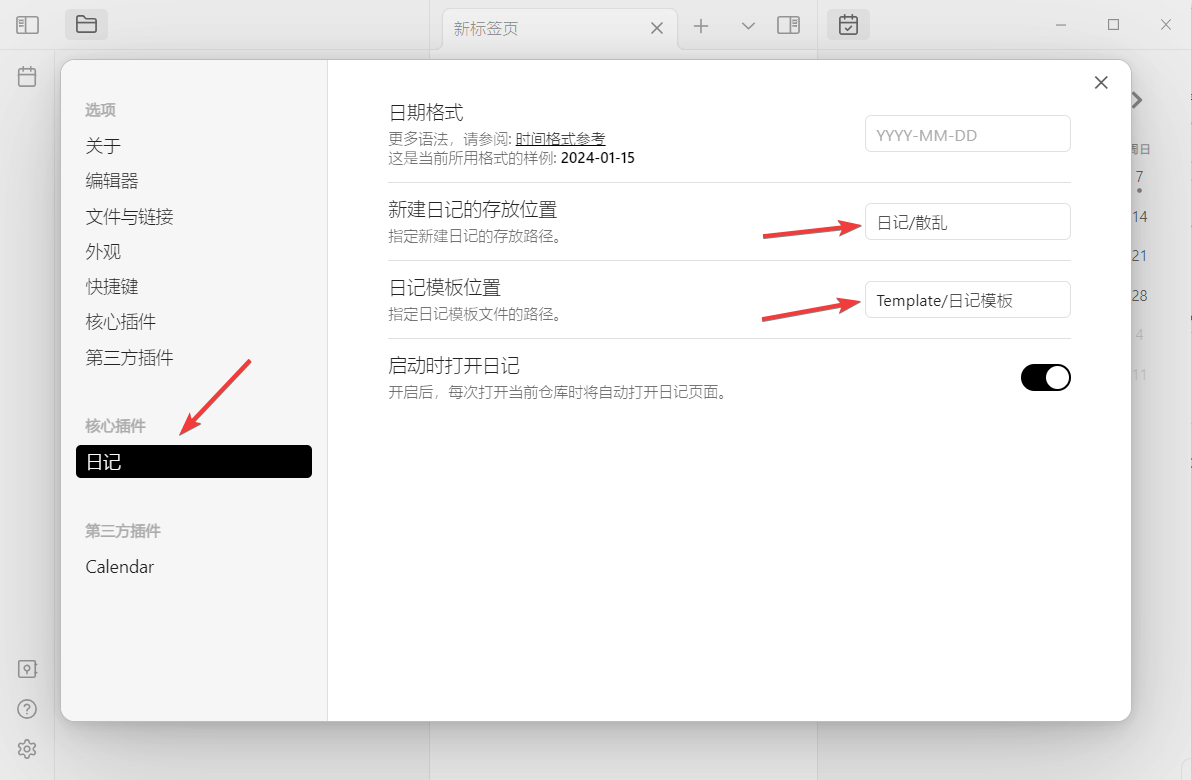 新标签页
选项
关于
编辑器
文件与链接
外观
快捷键
核心插件
第三方插件
核心插件
日记
第三方插件
Calendar
日期格式
更多语法，请参阅: 时间格式参考
这是当前所用格式的样例: 2024-01-15
YYYY-MM-DD
新建日记的存放位置
指定新建日记的存放路径。
日记/散乱
日记模板位置
指定日记模板文件的路径。
Template/日记模板
启动时打开日记
开启后，每次打开当前仓库时将自动打开日记页面。
周日
7
14
21
28
4
11